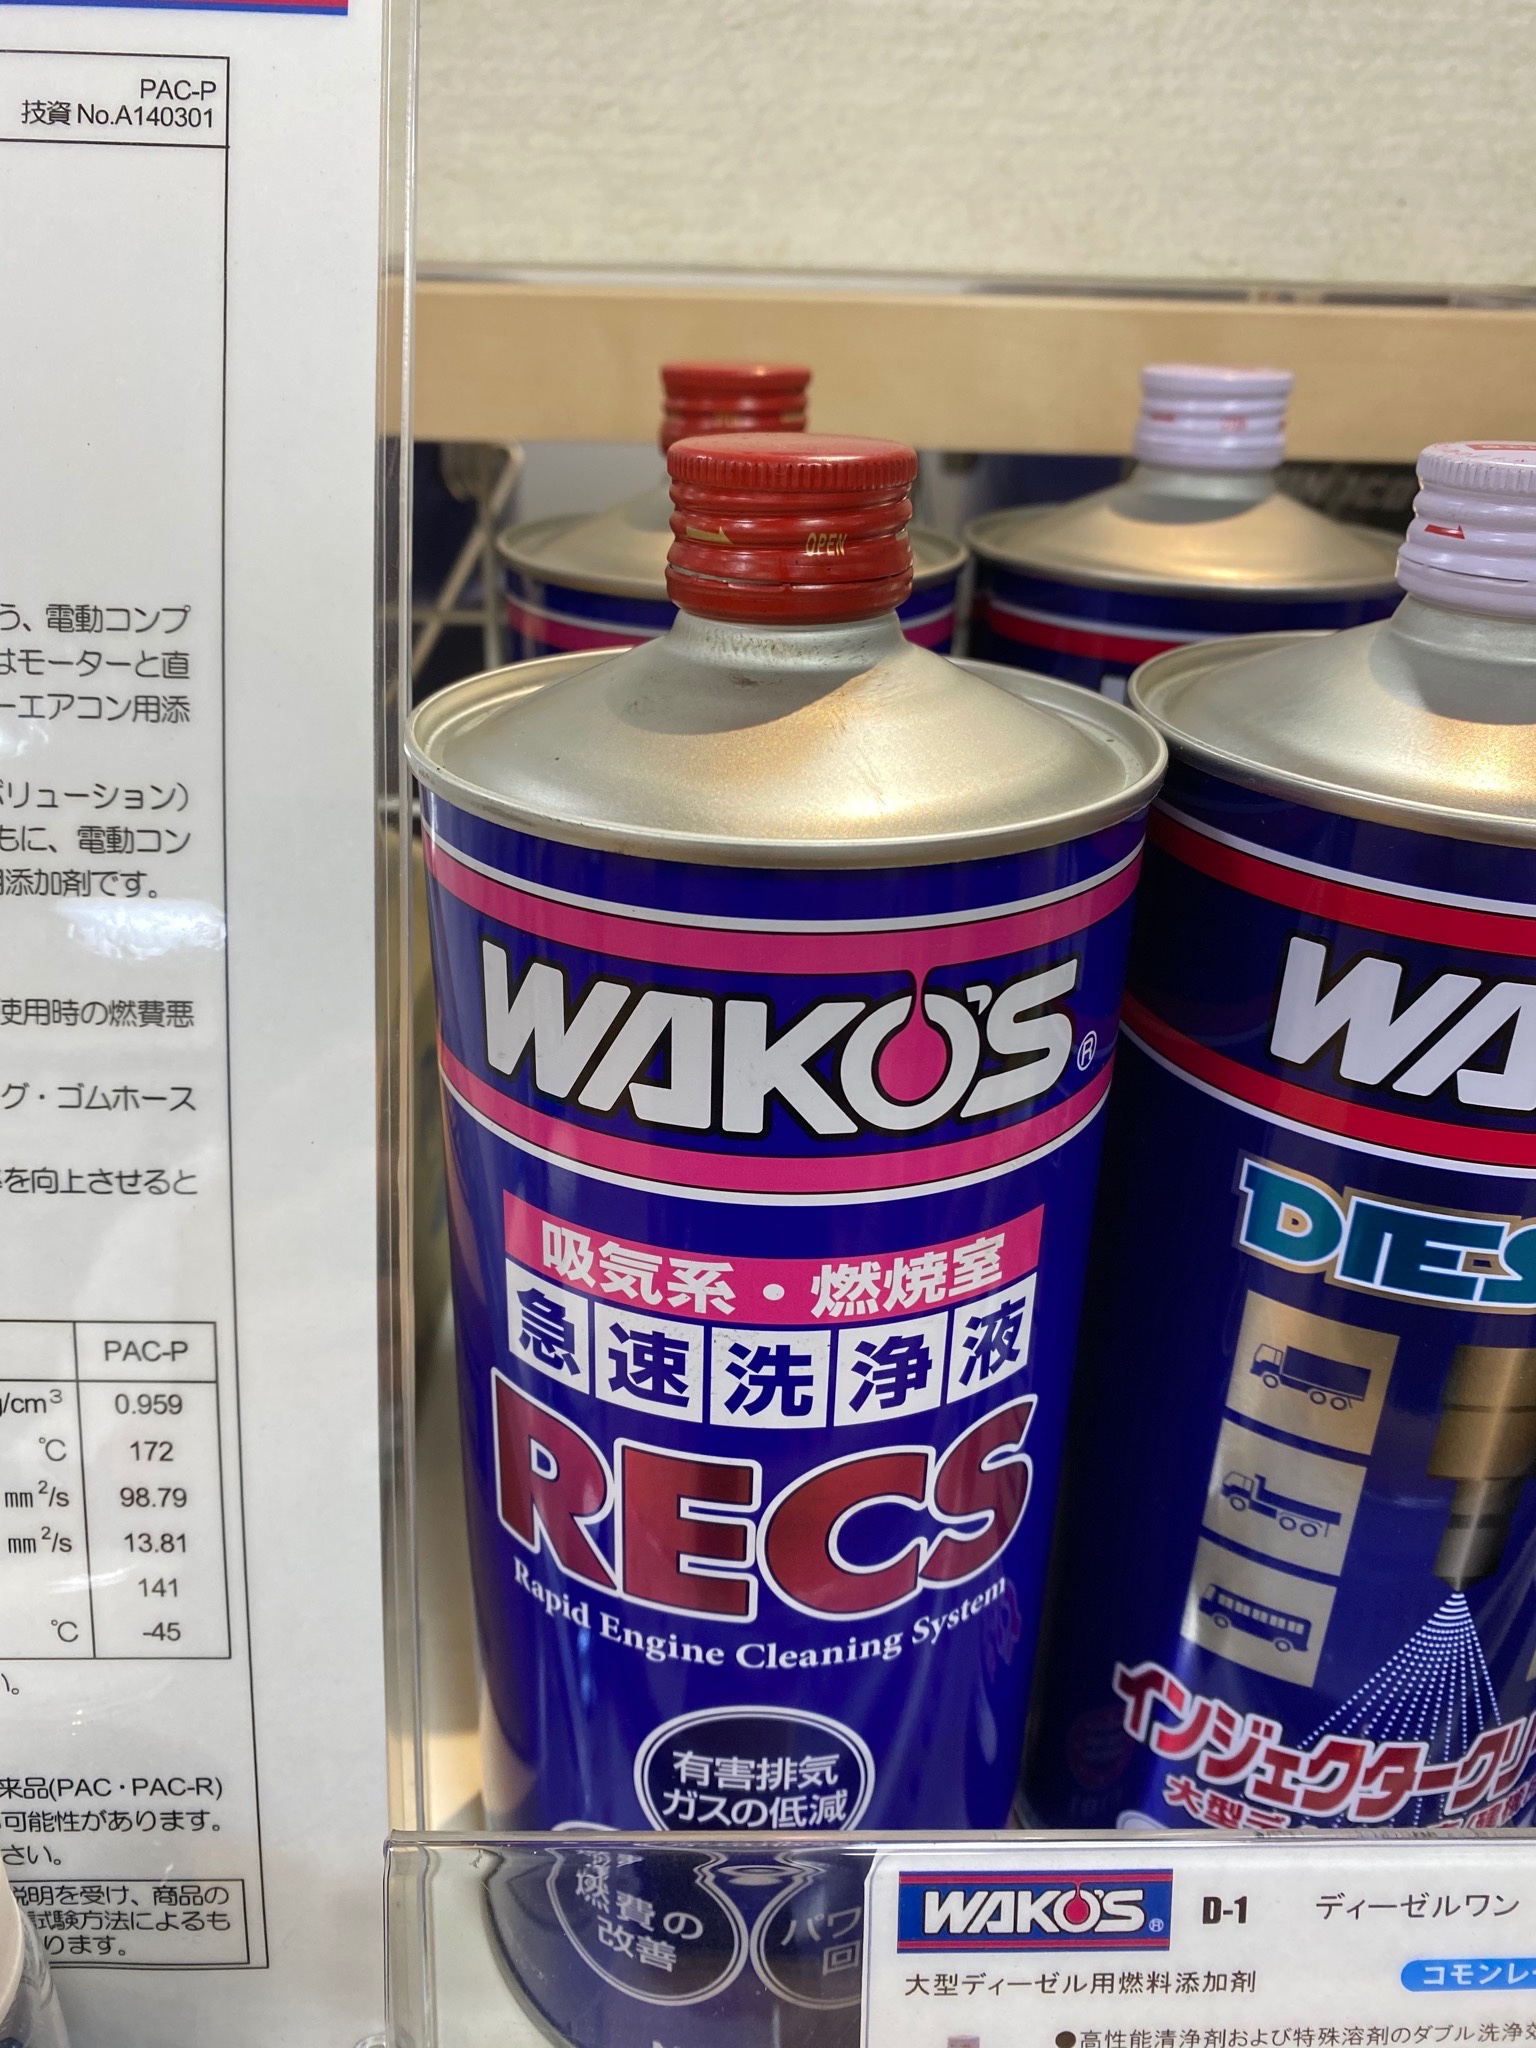 PAC-P
技資 No.A140301
う、電動コンプ
はモーターと直
ーエアコン用添
ボリューション）
もに、電動コン
用添加剤です。
使用時の燃費悪
グ・ゴムホース
を向上させると
PAC-P
g/cm³ 0.959
℃ 172
mm²/s 98.79
mm²/s 13.81
141
℃ -45
い。
来品(PAC・PAC-R)
可能性があります。
さい。
説明を受け、商品の
試験方法によるも
ります。
OPEN
WAKO'S®
吸気系・燃焼室
急速洗浄液
RECS
Rapid Engine Cleaning System
有害排気
ガスの低減
燃費の
改善
パワ
回
WA
DIES
インジェクタークリ
大型デ
WAKO'S® D-1 ディーゼルワン
大型ディーゼル用燃料添加剤
コモンレ
●高性能清浄剤および特殊溶剤のダブル洗浄効